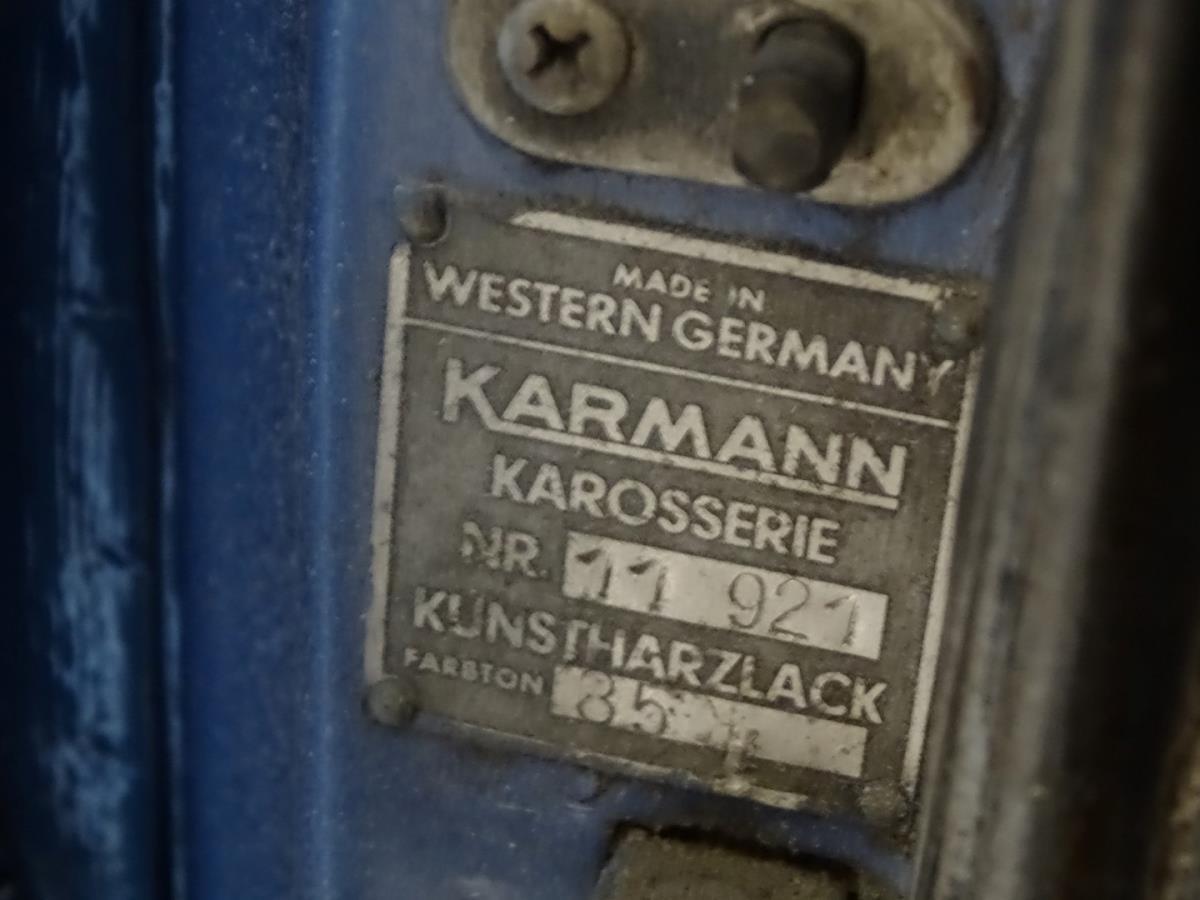 MADE IN
WESTERN GERMANY
KARMANN
KAROSSERIE
NR. 11 921
KUNSTHARZLACK
FARBTON